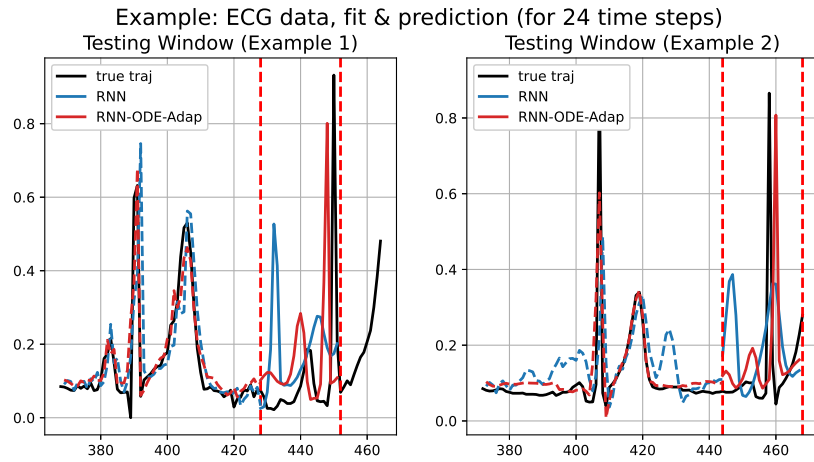 Example: ECG data, fit & prediction (for 24 time steps)
Testing Window (Example 1)
true traj
RNN
RNN-ODE-Adap
0.8
0.6
0.4
0.2
0.0
380 400 420 440 460
Testing Window (Example 2)
true traj
RNN
RNN-ODE-Adap
0.8
0.6
0.4
0.2
0.0
380 400 420 440 460